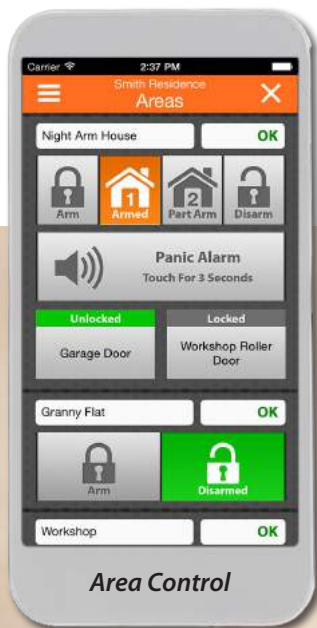 Carrier 2:37 PM
Smith Residence
Areas
Night Arm House OK
1 2
Arm Armed Part Arm Disarm
Panic Alarm
Touch For 3 Seconds
Unlocked Locked
Garage Door Workshop Roller
Door
Granny Flat OK
Arm Disarmed
Workshop OK
Area Control